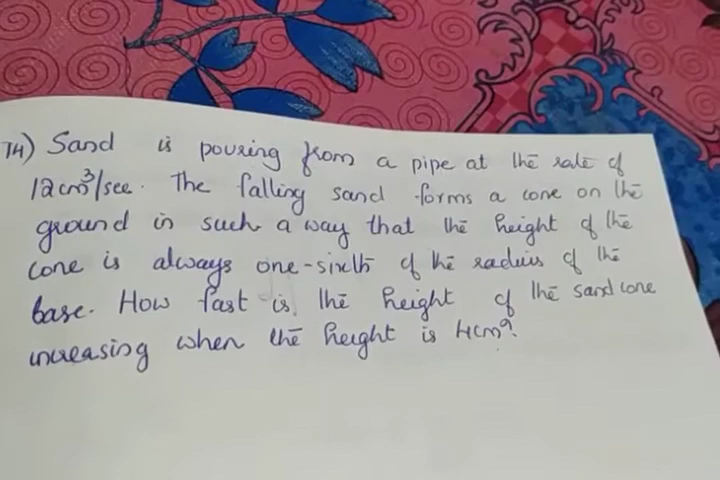 74) Sand is pouring from a pipe at the rate of
12cm³/sec. The falling sand forms a cone on the
ground in such a way that the height of the
cone is always one-sixth of the radius of the
base. How fast is the height of the sand cone
increasing when the height is 4cm?